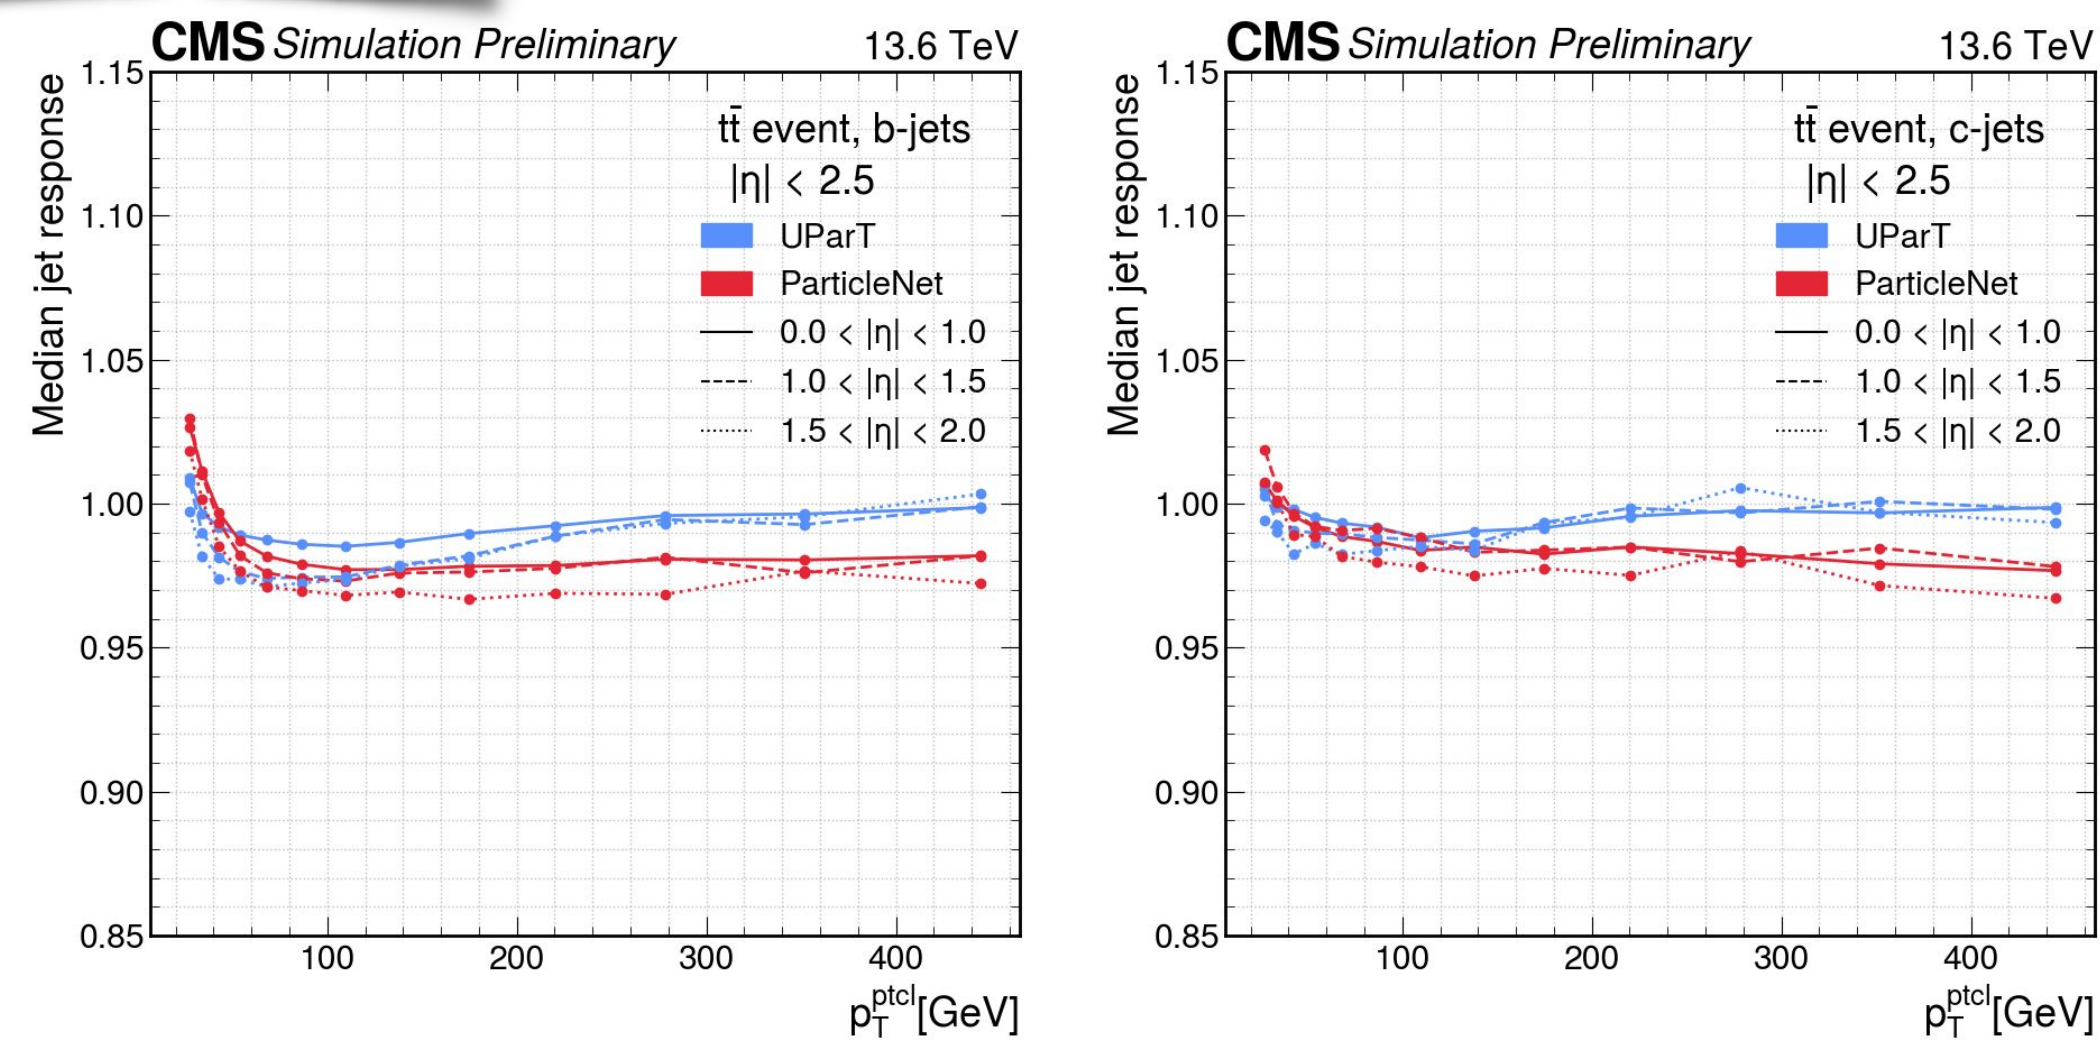 CMS Simulation Preliminary 13.6 TeV
Median jet response
1.15
1.10
1.05
1.00
0.95
0.90
0.85
tt̄ event, b-jets
|η| < 2.5
UParT
ParticleNet
0.0 < |η| < 1.0
1.0 < |η| < 1.5
1.5 < |η| < 2.0
100 200 300 400
p_T^ptcl[GeV]
CMS Simulation Preliminary 13.6 TeV
Median jet response
1.15
1.10
1.05
1.00
0.95
0.90
0.85
tt̄ event, c-jets
|η| < 2.5
UParT
ParticleNet
0.0 < |η| < 1.0
1.0 < |η| < 1.5
1.5 < |η| < 2.0
100 200 300 400
p_T^ptcl[GeV]